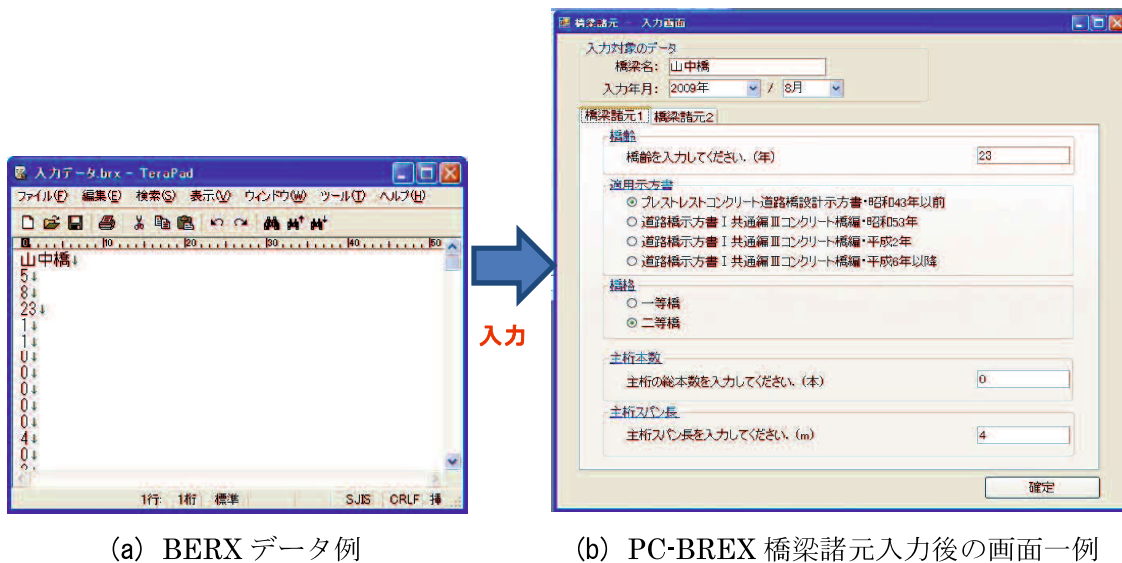 入力データ.brx - TeraPad
ファイル(F) 編集(E) 検索(S) 表示(V) ウインドウ(W) ツール(T) ヘルプ(H)
0 10 20 30 40 50
山中橋↓
5↓
8↓
23↓
1↓
1↓
0↓
0↓
0↓
0↓
0↓
4↓
0↓
1行: 1桁 標準 SJIS CRLF 挿
(a) BERX データ例
入力
橋梁諸元 - 入力画面
入力対象のデータ
橋梁名: 山中橋
入力年月: 2009年 / 8月
橋梁諸元1 橋梁諸元2
橋齢
橋齢を入力してください. (年) 23
適用示方書
プレストレストコンクリート道路橋設計示方書・昭和43年以前
道路橋示方書Ⅰ共通編Ⅲコンクリート橋編・昭和53年
道路橋示方書Ⅰ共通編Ⅲコンクリート橋編・平成2年
道路橋示方書Ⅰ共通編Ⅲコンクリート橋編・平成6年以降
橋格
一等橋
二等橋
主桁本数
主桁の総本数を入力してください. (本) 0
主桁スパン長
主桁スパン長を入力してください. (m) 4
確定
(b) PC-BREX 橋梁諸元入力後の画面一例